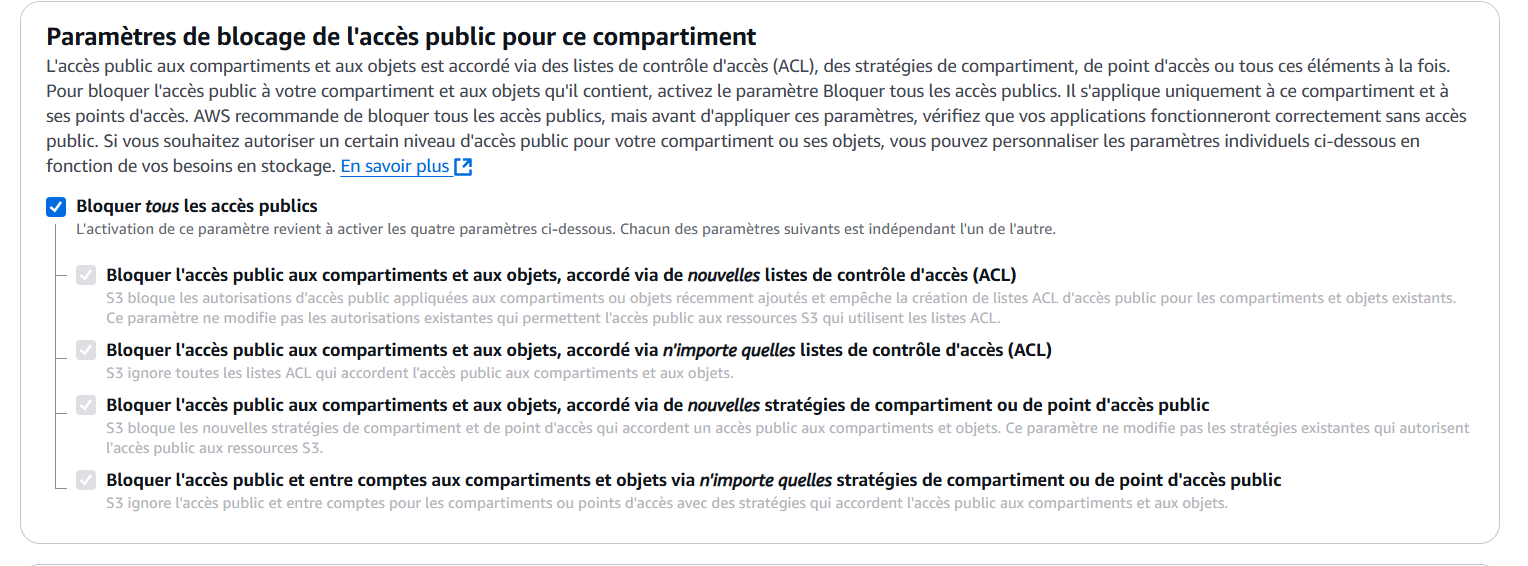 Paramètres de blocage de l'accès public pour ce compartiment
L'accès public aux compartiments et aux objets est accordé via des listes de contrôle d'accès (ACL), des stratégies de compartiment, de point d'accès ou tous ces éléments à la fois.
Pour bloquer l'accès public à votre compartiment et aux objets qu'il contient, activez le paramètre Bloquer tous les accès publics. Il s'applique uniquement à ce compartiment et à
ses points d'accès. AWS recommande de bloquer tous les accès publics, mais avant d'appliquer ces paramètres, vérifiez que vos applications fonctionneront correctement sans accès
public. Si vous souhaitez autoriser un certain niveau d'accès public pour votre compartiment ou ses objets, vous pouvez personnaliser les paramètres individuels ci-dessous en
fonction de vos besoins en stockage. En savoir plus
Bloquer tous les accès publics
L'activation de ce paramètre revient à activer les quatre paramètres ci-dessous. Chacun des paramètres suivants est indépendant l'un de l'autre.
Bloquer l'accès public aux compartiments et aux objets, accordé via de nouvelles listes de contrôle d'accès (ACL)
S3 bloque les autorisations d'accès public appliquées aux compartiments ou objets récemment ajoutés et empêche la création de listes ACL d'accès public pour les compartiments et objets existants.
Ce paramètre ne modifie pas les autorisations existantes qui permettent l'accès public aux ressources S3 qui utilisent les listes ACL.
Bloquer l'accès public aux compartiments et aux objets, accordé via n'importe quelles listes de contrôle d'accès (ACL)
S3 ignore toutes les listes ACL qui accordent l'accès public aux compartiments et aux objets.
Bloquer l'accès public aux compartiments et aux objets, accordé via de nouvelles stratégies de compartiment ou de point d'accès public
S3 bloque les nouvelles stratégies de compartiment et de point d'accès qui accordent un accès public aux compartiments et objets. Ce paramètre ne modifie pas les stratégies existantes qui autorisent
l'accès public aux ressources S3.
Bloquer l'accès public et entre comptes aux compartiments et objets via n'importe quelles stratégies de compartiment ou de point d'accès public
S3 ignore l'accès public et entre comptes pour les compartiments ou points d'accès avec des stratégies qui accordent l'accès public aux compartiments et aux objets.